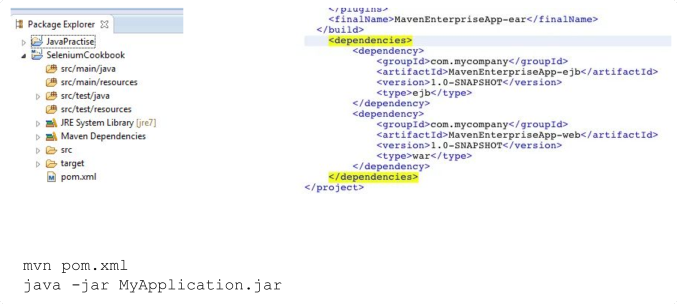 Package Explorer
JavaPractise
SeleniumCookbook
src/main/java
src/main/resources
src/test/java
src/test/resources
JRE System Library [jre7]
Maven Dependencies
src
target
pom.xml
</plugins>
<finalName>MavenEnterpriseApp-ear</finalName>
</build>
<dependencies>
<dependency>
<groupId>com.mycompany</groupId>
<artifactId>MavenEnterpriseApp-ejb</artifactId>
<version>1.0-SNAPSHOT</version>
<type>ejb</type>
</dependency>
<dependency>
<groupId>com.mycompany</groupId>
<artifactId>MavenEnterpriseApp-web</artifactId>
<version>1.0-SNAPSHOT</version>
<type>war</type>
</dependency>
</dependencies>
</project>
mvn pom.xml
java -jar MyApplication.jar